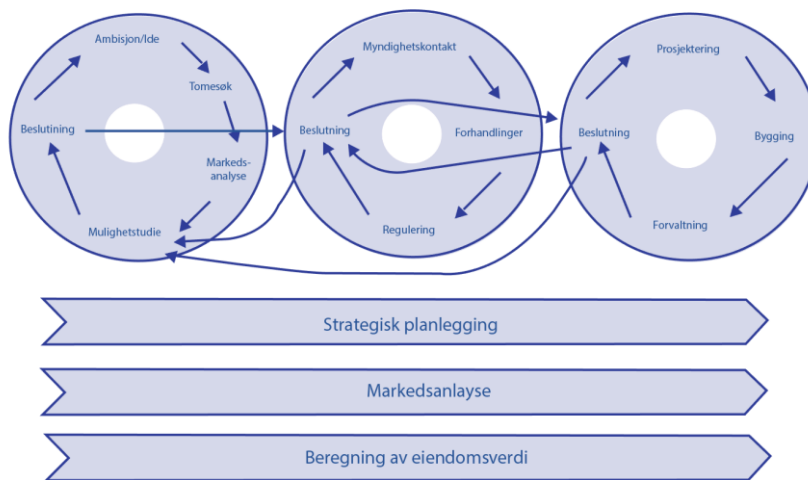 Ambisjon/Ide
Tomesøk
Markeds-
analyse
Mulighetstudie
Beslutining
Myndighetskontakt
Forhandlinger
Regulering
Beslutning
Prosjektering
Bygging
Forvaltning
Beslutning
Strategisk planlegging
Markedsanlayse
Beregning av eiendomsverdi